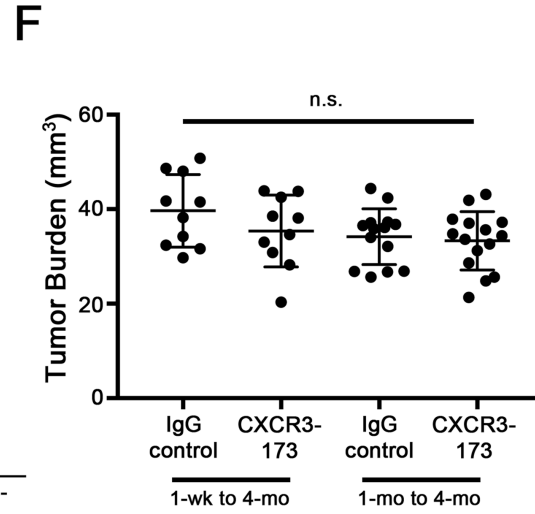 F
n.s.
Tumor Burden (mm³)
60
40
20
0
IgG control
CXCR3-173
IgG control
CXCR3-173
1-wk to 4-mo
1-mo to 4-mo
-